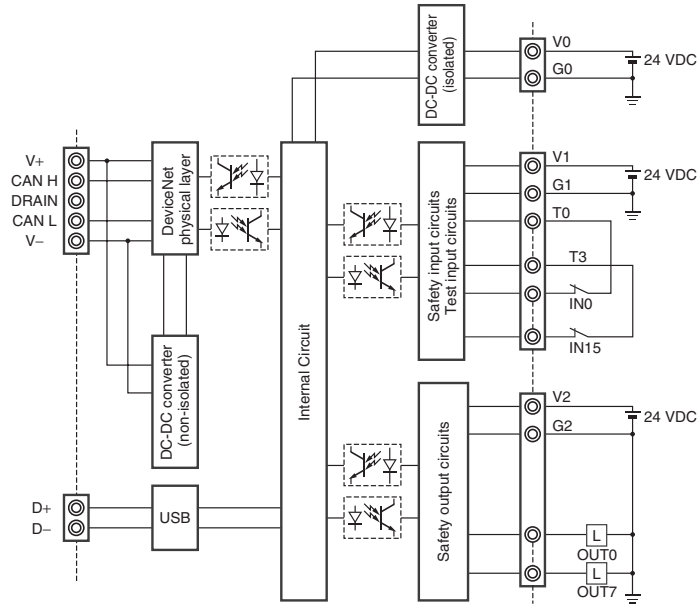 DC-DC converter
(isolated)
V0
G0
24 VDC
V+
CAN H
DRAIN
CAN L
V−
DeviceNet
physical layer
DC-DC converter
(non-isolated)
D+
D−
USB
Internal Circuit
Safety input circuits
Test input circuits
V1
G1
T0
T3
IN0
IN15
24 VDC
Safety output circuits
V2
G2
24 VDC
L
OUT0
L
OUT7